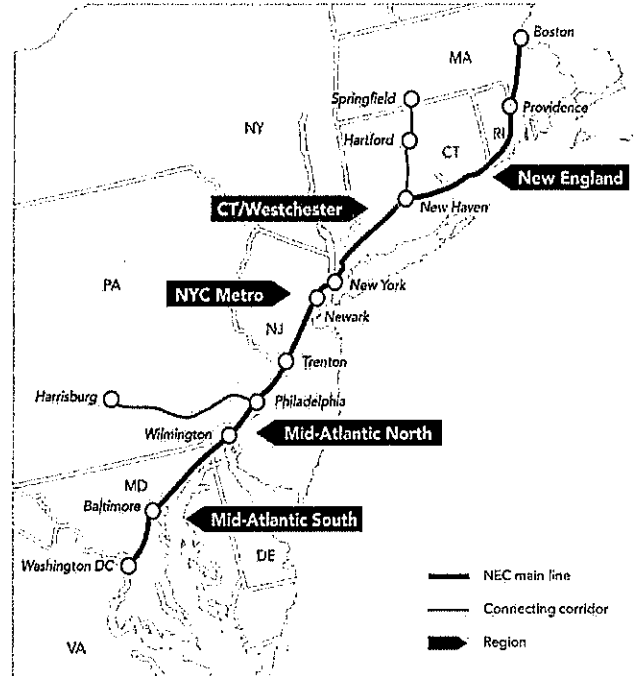 Boston
MA
Springfield
Providence
NY
Hartford
RI
CT
New England
CT/Westchester
New Haven
PA
New York
NYC Metro
Newark
NJ
Trenton
Harrisburg
Philadelphia
Wilmington
Mid-Atlantic North
MD
Baltimore
Mid-Atlantic South
DE
Washington DC
NEC main line
Connecting corridor
VA
Region